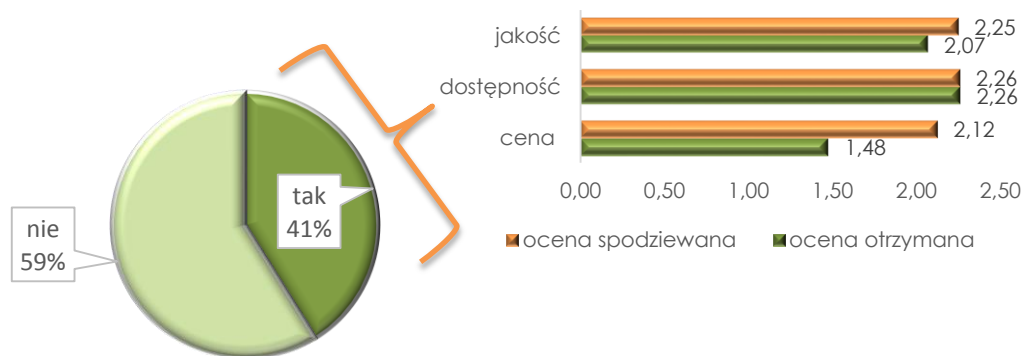 jakość
2,25
2,07
dostępność
2,26
2,26
cena
2,12
1,48
0,00 0,50 1,00 1,50 2,00 2,50
ocena spodziewana ocena otrzymana
tak
41%
nie
59%